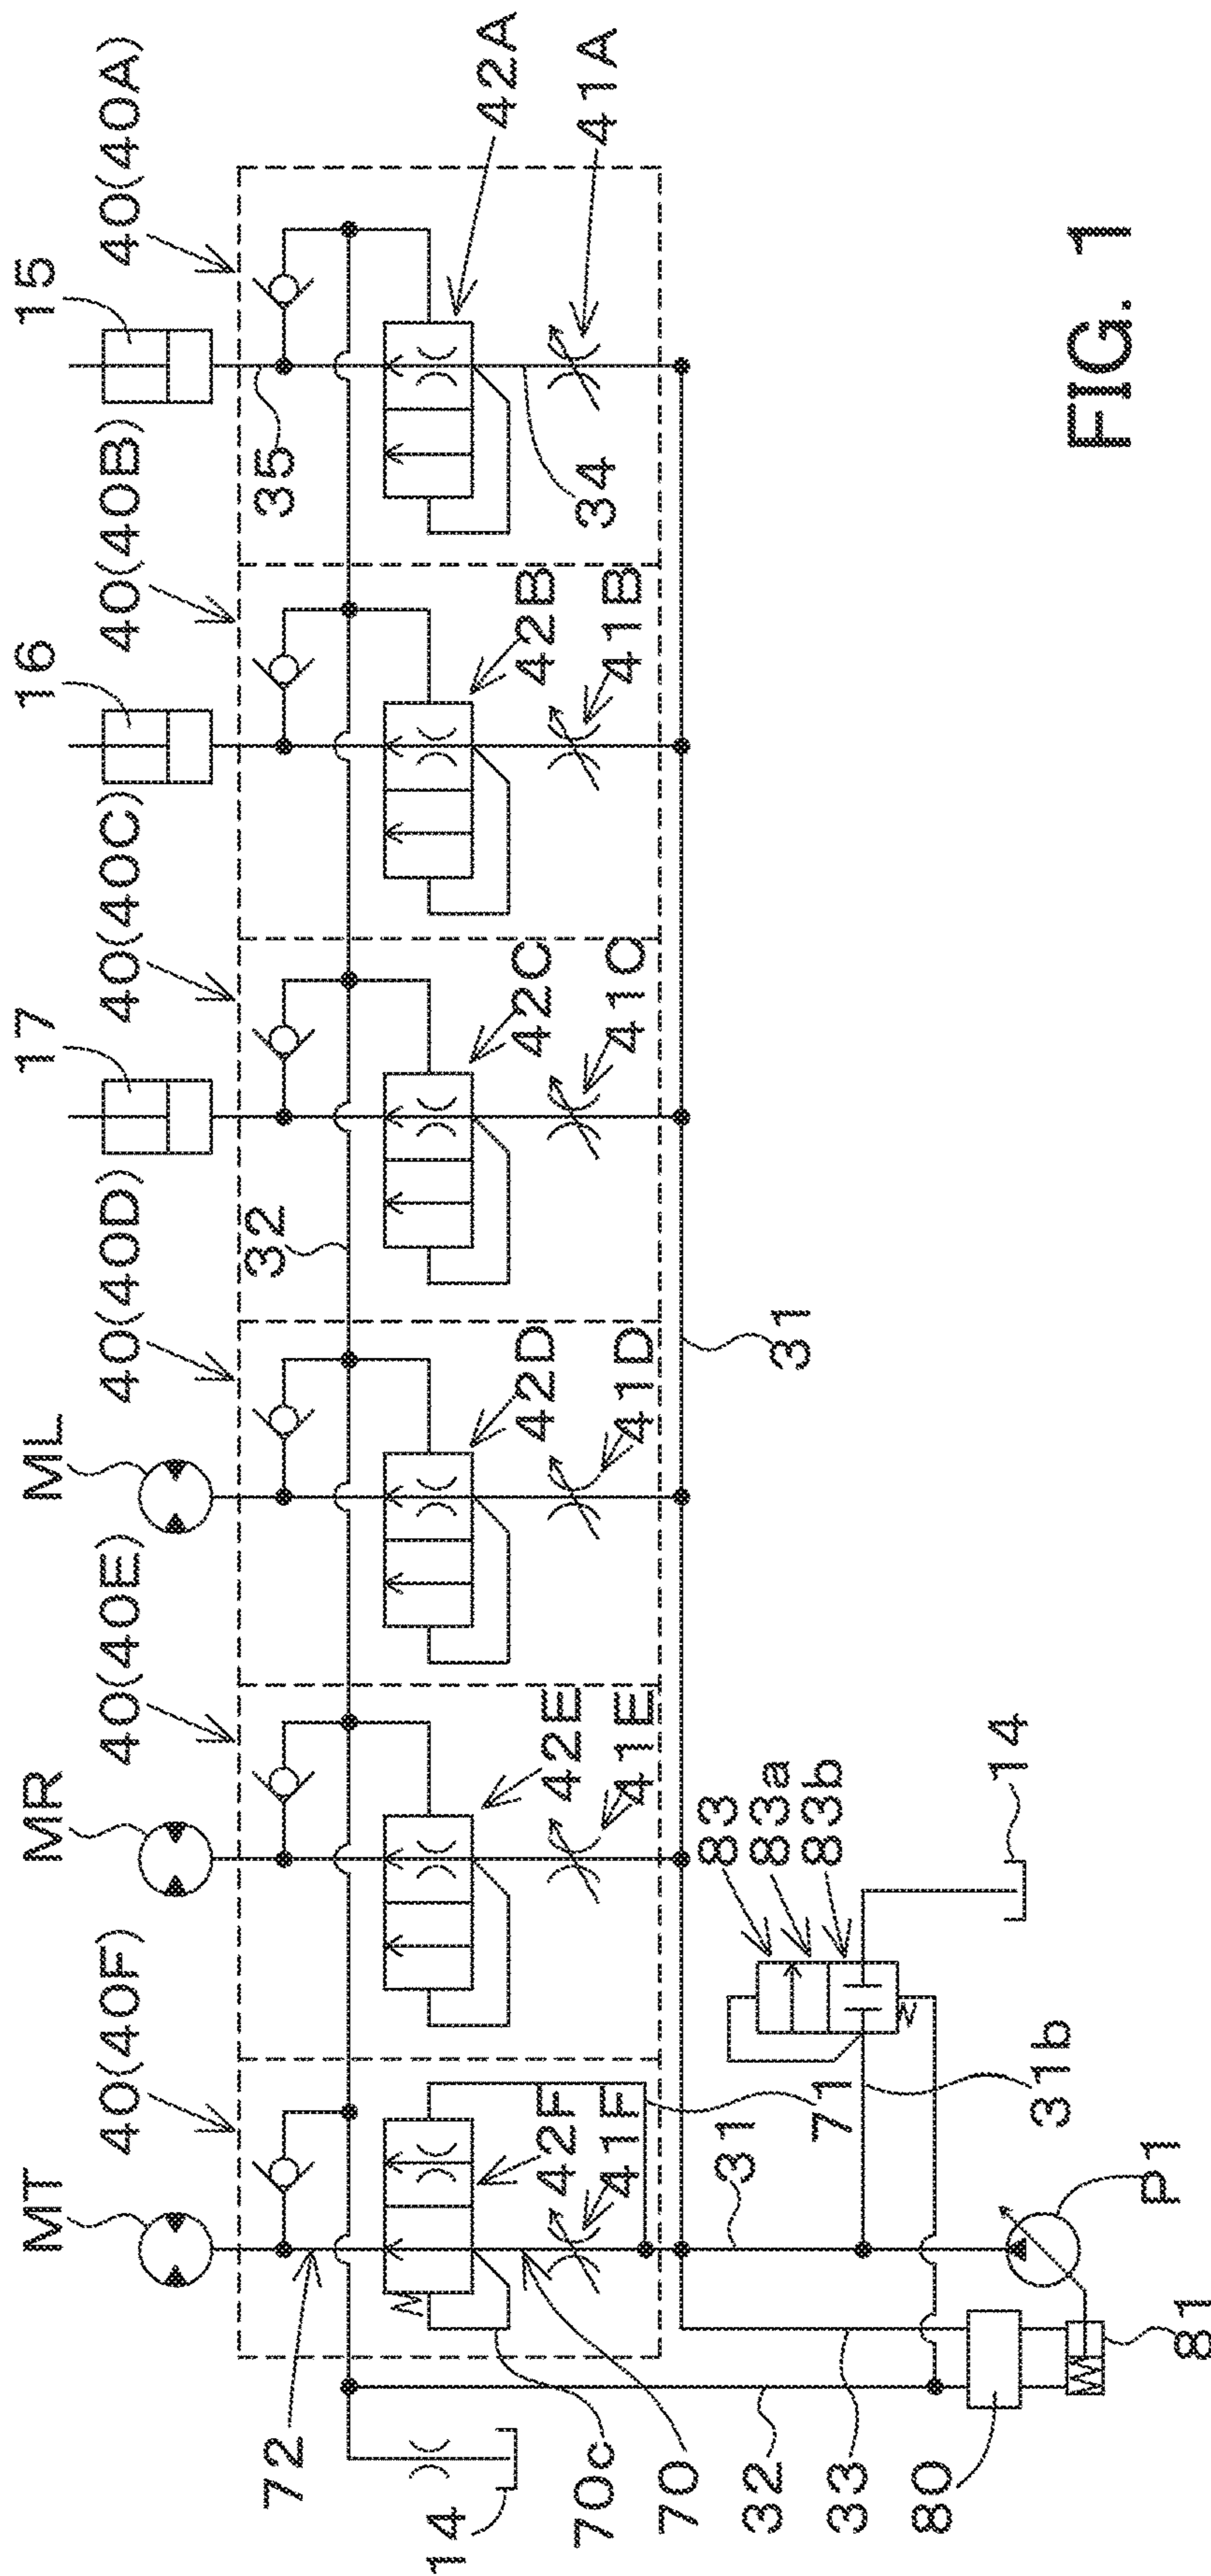 MT
MR
ML
17
16
15
40(40F)
40(40E)
40(40D)
40(40C)
40(40B)
40(40A)
72
32
35
42F
42E
42D
42C
42B
42A
41F
41E
41D
41C
41B
41A
14
70c
70
34
71
31
31
32
33
80
81
P1
31b
83
83a
83b
14
FIG. 1